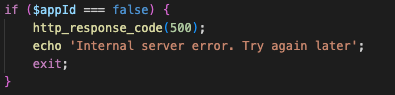 if ($appId === false) {
    http_response_code(500);
    echo 'Internal server error. Try again later';
    exit;
}